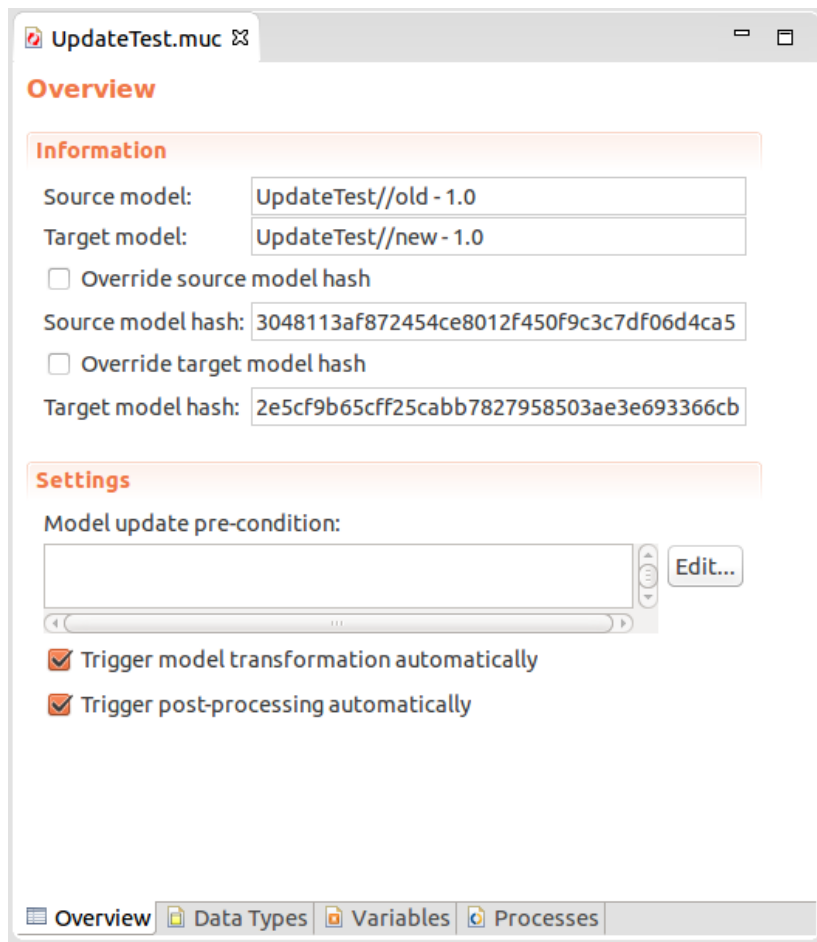 UpdateTest.muc
Overview
Information
Source model: UpdateTest//old - 1.0
Target model: UpdateTest//new - 1.0
Override source model hash
Source model hash: 3048113af872454ce8012f450f9c3c7df06d4ca5
Override target model hash
Target model hash: 2e5cf9b65cff25cabb7827958503ae3e693366cb
Settings
Model update pre-condition:
Edit...
Trigger model transformation automatically
Trigger post-processing automatically
Overview Data Types Variables Processes